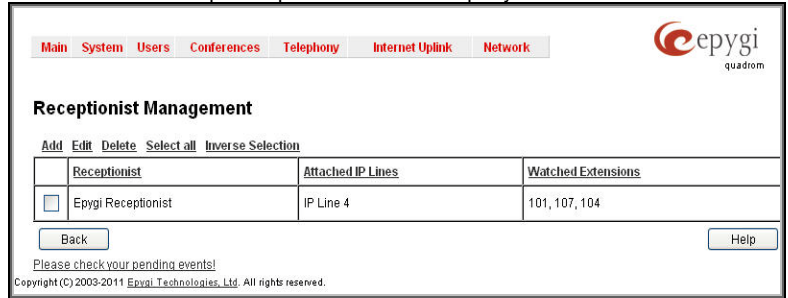 Main System Users Conferences Telephony Internet Uplink Network
epygi
quadrom
Receptionist Management
Add Edit Delete Select all Inverse Selection
Receptionist Attached IP Lines Watched Extensions
Epygi Receptionist IP Line 4 101, 107, 104
Back Help
Please check your pending events!
Copyright (C) 2003-2011 Epygi Technologies, Ltd. All rights reserved.